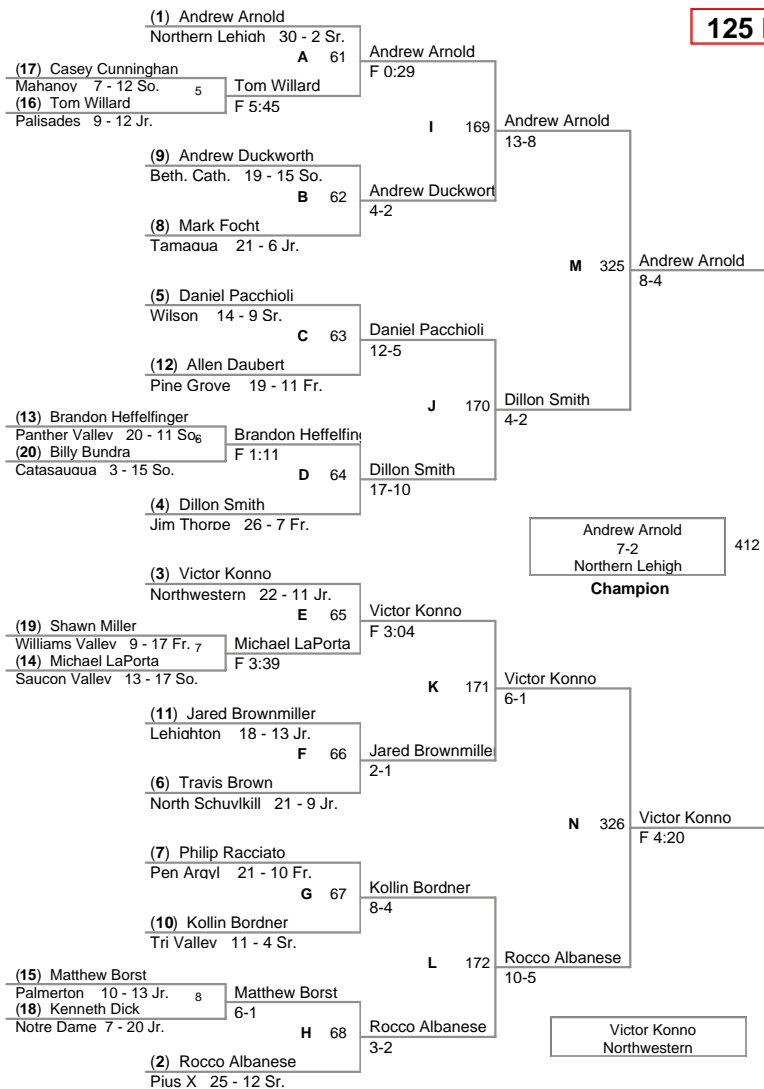 (1) Andrew Arnold
125
Northern Lehigh 30 - 2 Sr.
A 61
Andrew Arnold
F 0:29
(17) Casey Cunninghan
Mahanoy 7 - 12 So. 5
Tom Willard
(16) Tom Willard
F 5:45
Palisades 9 - 12 Jr.
I 169
Andrew Arnold
13-8
(9) Andrew Duckworth
Beth. Cath. 19 - 15 So.
B 62
Andrew Duckwort
4-2
(8) Mark Focht
Tamaqua 21 - 6 Jr.
M 325
Andrew Arnold
8-4
(5) Daniel Pacchioli
Wilson 14 - 9 Sr.
C 63
Daniel Pacchioli
12-5
(12) Allen Daubert
Pine Grove 19 - 11 Fr.
J 170
Dillon Smith
4-2
(13) Brandon Heffelfinger
Panther Valley 20 - 11 So. 6
Brandon Heffelfing
(20) Billy Bundra
F 1:11
Catasauqua 3 - 15 So.
D 64
Dillon Smith
17-10
(4) Dillon Smith
Jim Thorpe 26 - 7 Fr.
Andrew Arnold
7-2
412
Northern Lehigh
Champion
(3) Victor Konno
Northwestern 22 - 11 Jr.
E 65
Victor Konno
F 3:04
(19) Shawn Miller
Williams Valley 9 - 17 Fr. 7
Michael LaPorta
(14) Michael LaPorta
F 3:39
Saucon Valley 13 - 17 So.
K 171
Victor Konno
6-1
(11) Jared Brownmiller
Lehighton 18 - 13 Jr.
F 66
Jared Brownmiller
2-1
(6) Travis Brown
North Schuylkill 21 - 9 Jr.
N 326
Victor Konno
F 4:20
(7) Philip Racciato
Pen Argyl 21 - 10 Fr.
G 67
Kollin Bordner
8-4
(10) Kollin Bordner
Tri Valley 11 - 4 Sr.
L 172
Rocco Albanese
10-5
(15) Matthew Borst
Palmerton 10 - 13 Jr. 8
Matthew Borst
(18) Kenneth Dick
6-1
Notre Dame 7 - 20 Jr.
H 68
Rocco Albanese
3-2
(2) Rocco Albanese
Pius X 25 - 12 Sr.
Victor Konno
Northwestern